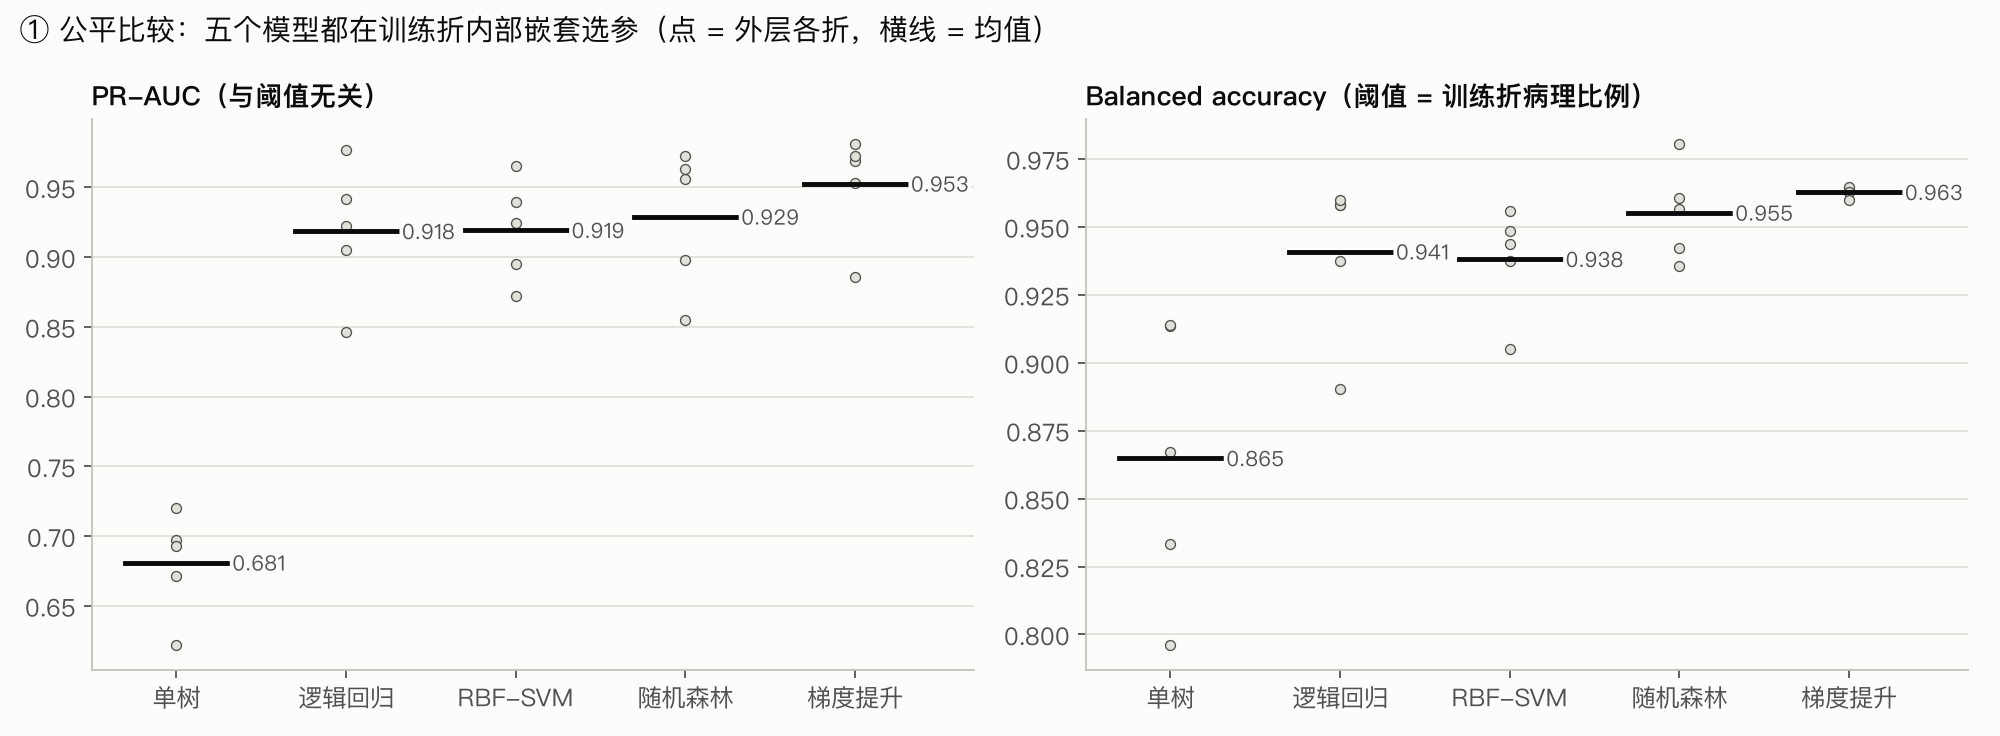 ① 公平比较：五个模型都在训练折内部嵌套选参（点 = 外层各折，横线 = 均值）
PR-AUC（与阈值无关）
0.95
0.90
0.85
0.80
0.75
0.70
0.65
0.681
0.918
0.919
0.929
0.953
单树
逻辑回归
RBF-SVM
随机森林
梯度提升
Balanced accuracy（阈值 = 训练折病理比例）
0.975
0.950
0.925
0.900
0.875
0.850
0.825
0.800
0.865
0.941
0.938
0.955
0.963
单树
逻辑回归
RBF-SVM
随机森林
梯度提升